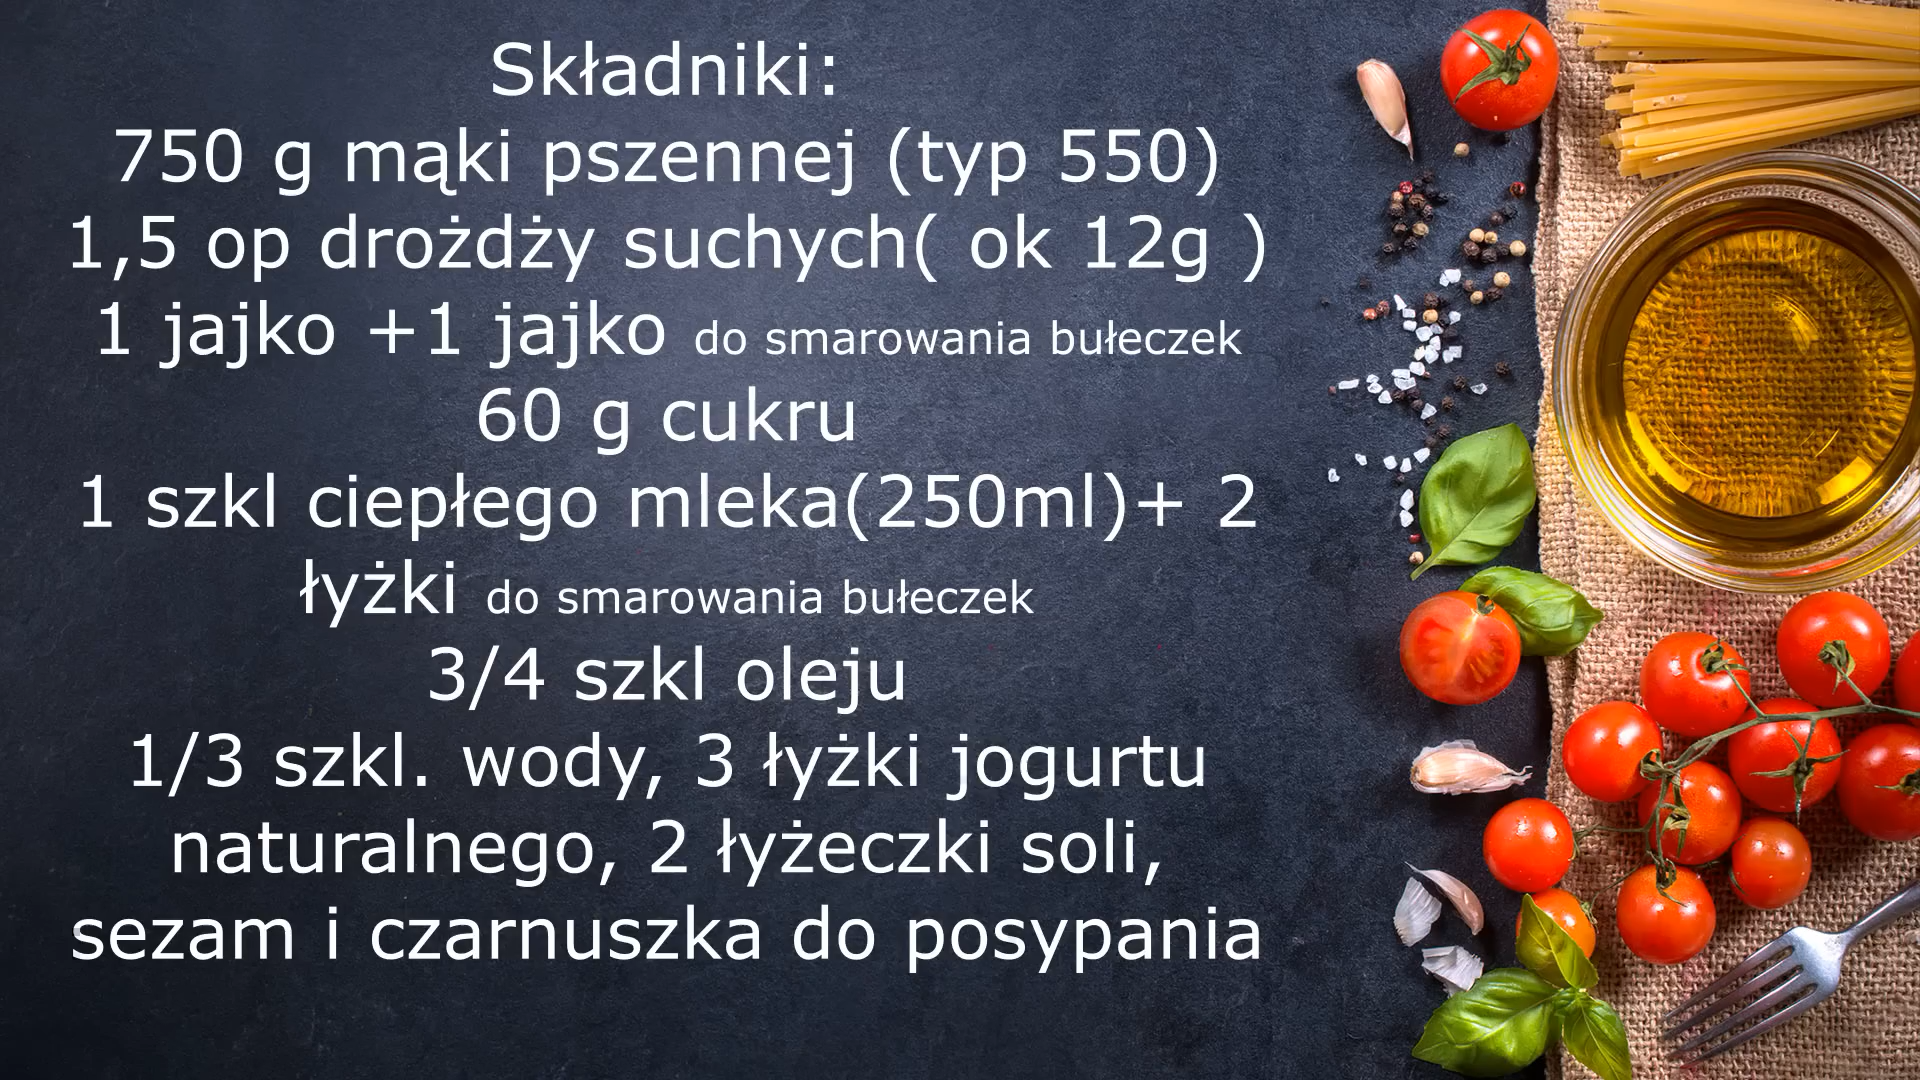 Składniki:
750 g mąki pszennej (typ 550)
1,5 op drożdży suchych( ok 12g )
1 jajko +1 jajko do smarowania bułeczek
60 g cukru
1 szkl ciepłego mleka(250ml)+ 2
łyżki do smarowania bułeczek
3/4 szkl oleju
1/3 szkl. wody, 3 łyżki jogurtu
naturalnego, 2 łyżeczki soli,
sezam i czarnuszka do posypania